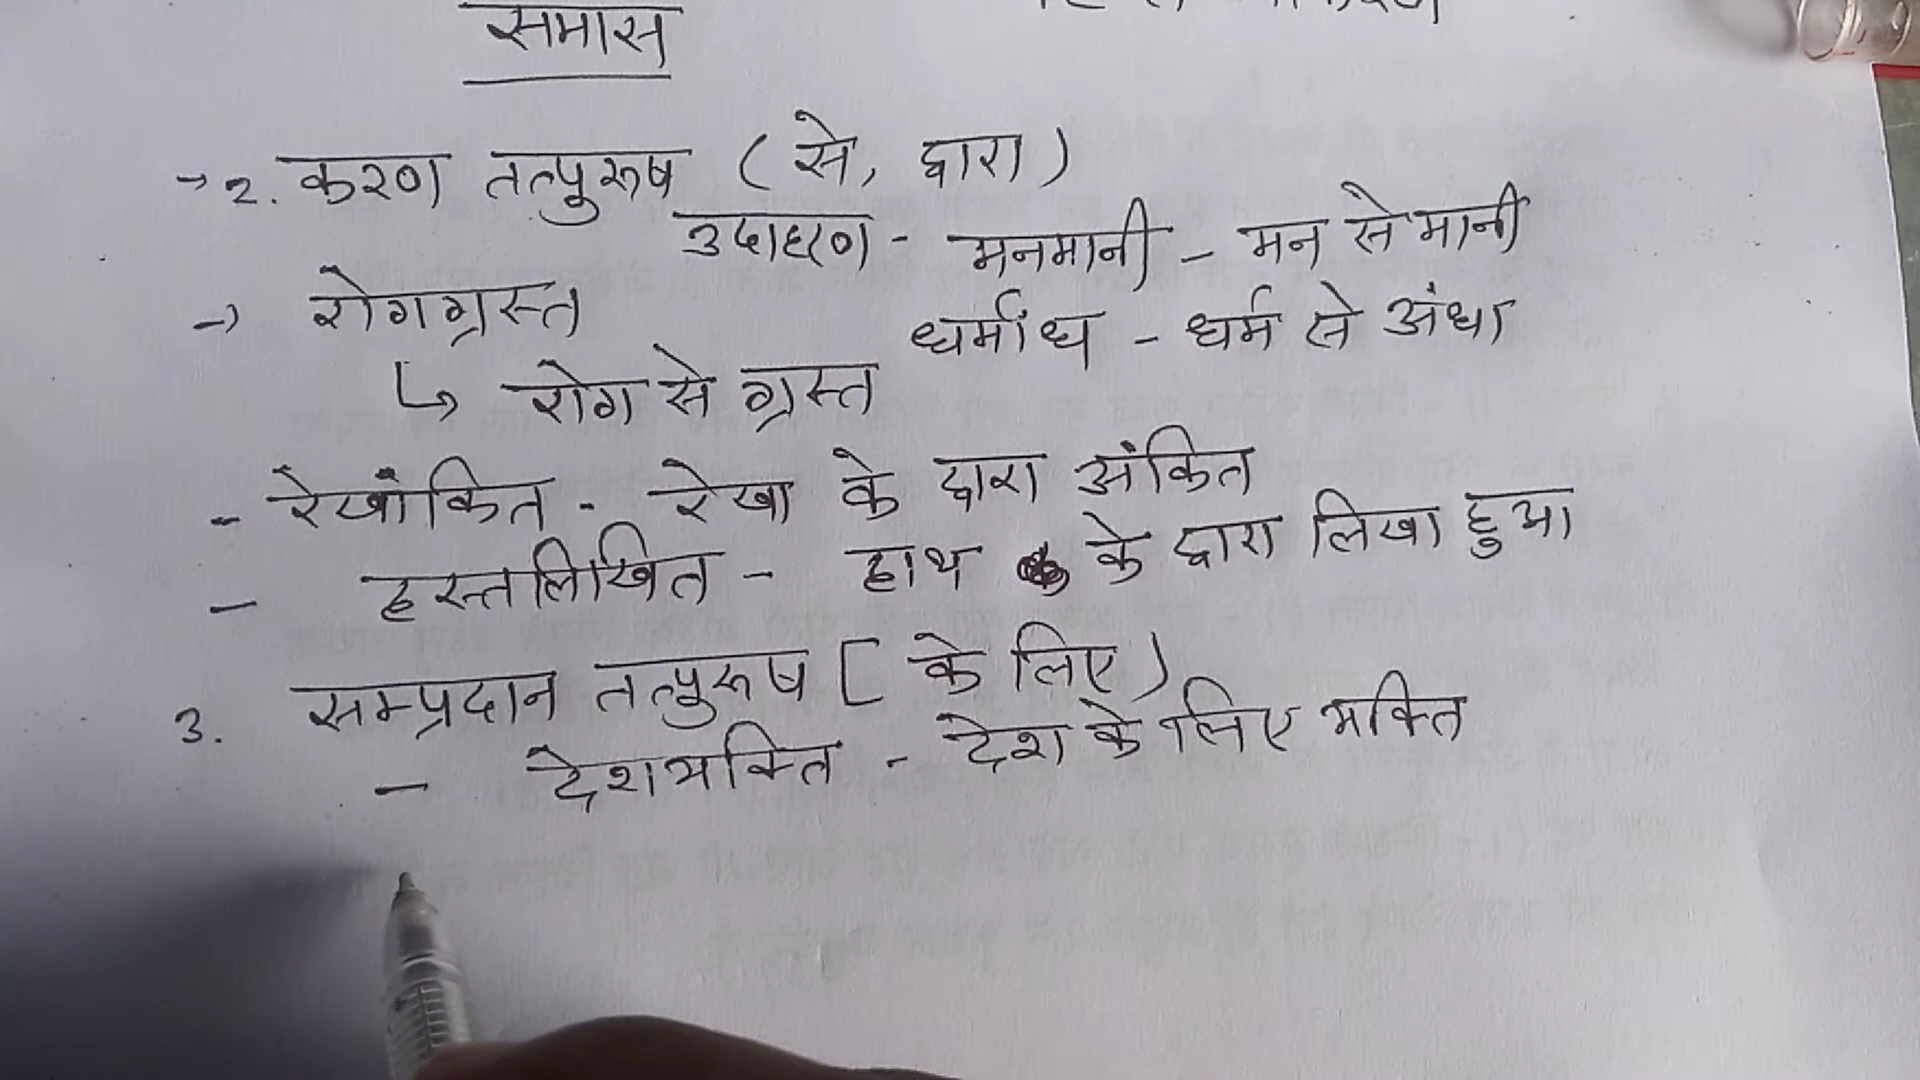 समास
→ 2. करण तत्पुरूष (से, द्वारा)
उदाहरण - मनमानी - मन से मानी
→ रोगग्रस्त
धर्मांध - धर्म से अंधा
↳ रोग से ग्रस्त
- रेखांकित - रेखा के द्वारा अंकित
- हस्तलिखित - हाथ के द्वारा लिखा हुआ
3. सम्प्रदान तत्पुरूष [ के लिए)
- देशभक्ति - देश के लिए भक्ति